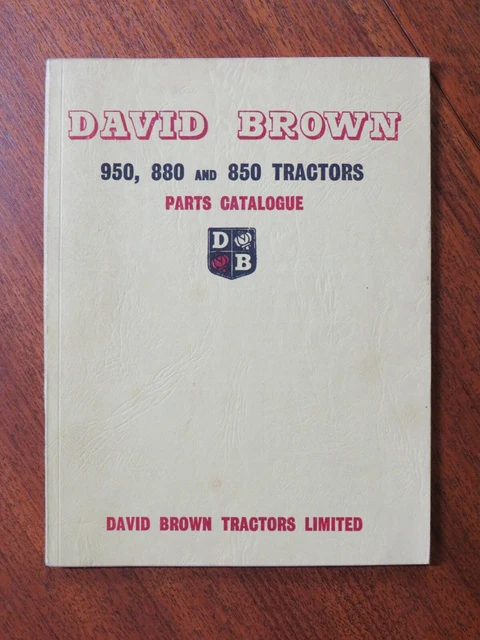 DAVID BROWN
950, 880 AND 850 TRACTORS
PARTS CATALOGUE
D
B
DAVID BROWN TRACTORS LIMITED